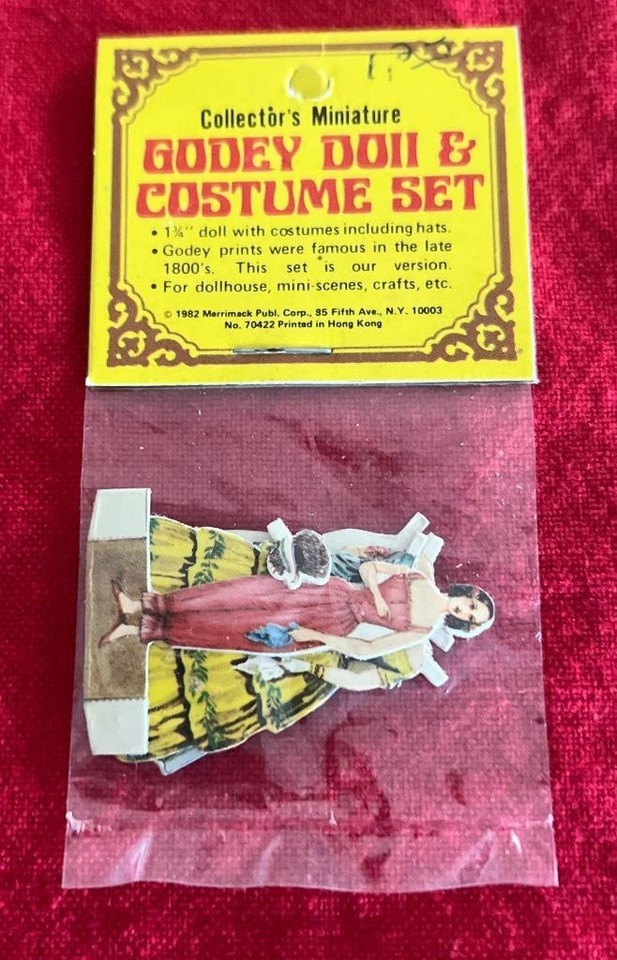 Collector's Miniature
GODEY DOll &
COSTUME SET
• 1¾" doll with costumes including hats.
• Godey prints were famous in the late
1800's. This set is our version.
• For dollhouse, mini-scenes, crafts, etc.
© 1982 Merrimack Publ. Corp., 85 Fifth Ave., N.Y. 10003
No. 70422 Printed in Hong Kong